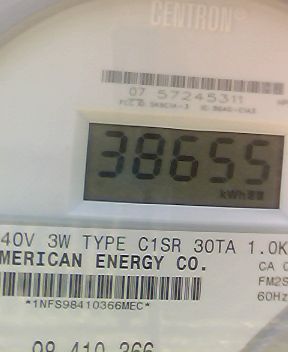 CENTRON®
07 57245311
38655
kWh
40V 3W TYPE C1SR 30TA 1.0K
MERICAN ENERGY CO.
CA 0
FM2S
*1NFS98410366MEC*
60Hz
98 410 366